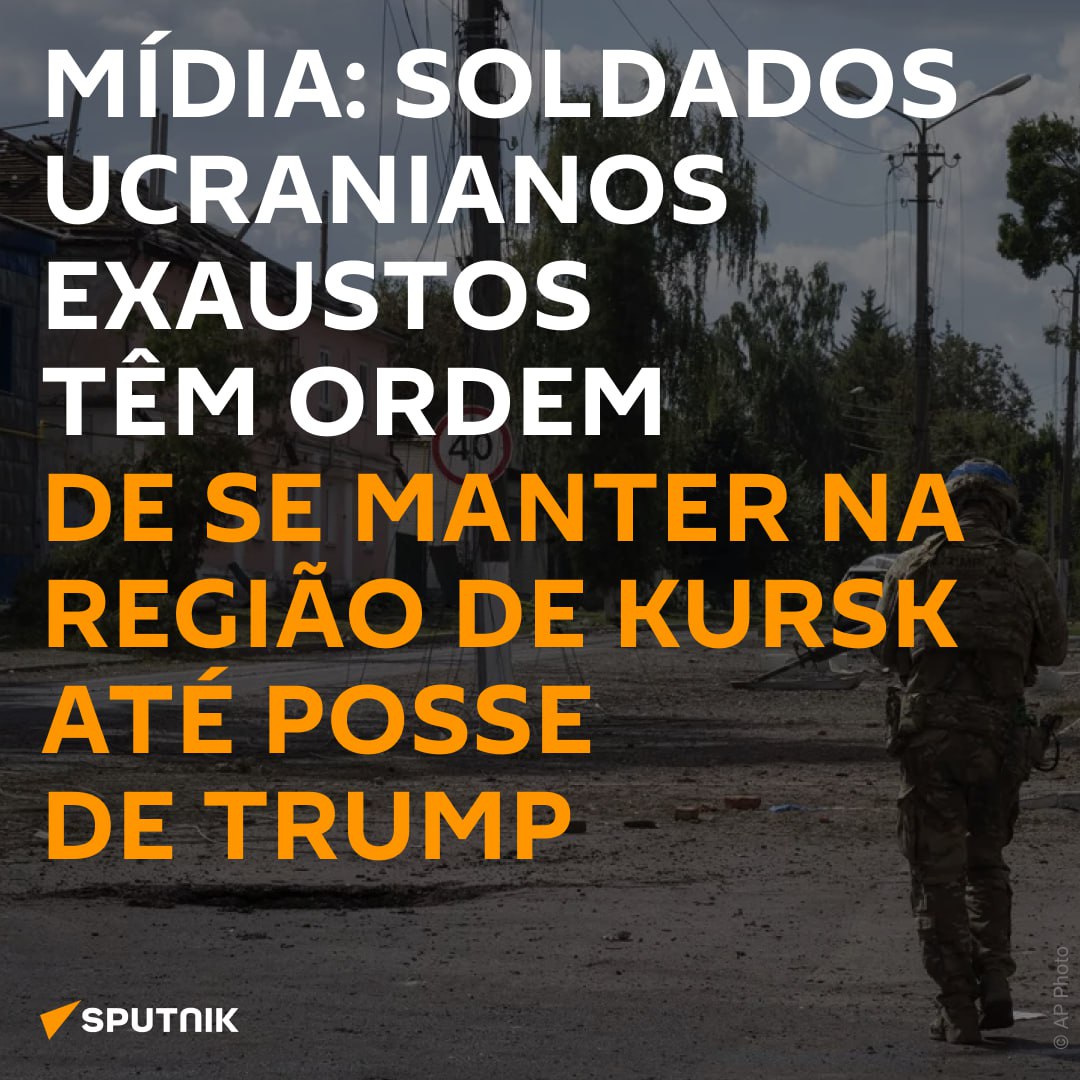 MÍDIA: SOLDADOS
UCRANIANOS
EXAUSTOS
TÊM ORDEM
DE SE MANTER NA
REGIÃO DE KURSK
ATÉ POSSE
DE TRUMP
40
SPUTNIK
© AP Photo